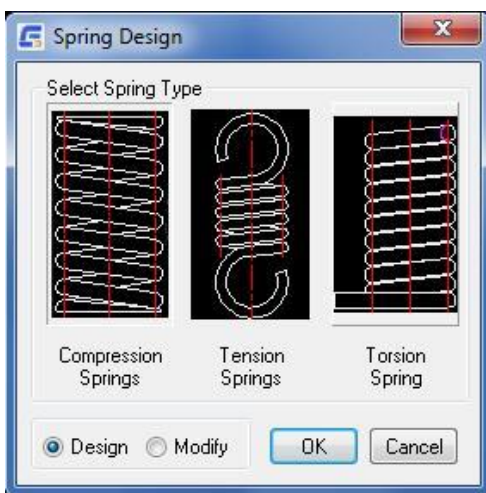 Spring Design
Select Spring Type
Compression
Springs
Tension
Springs
Torsion
Spring
Design
Modify
OK
Cancel